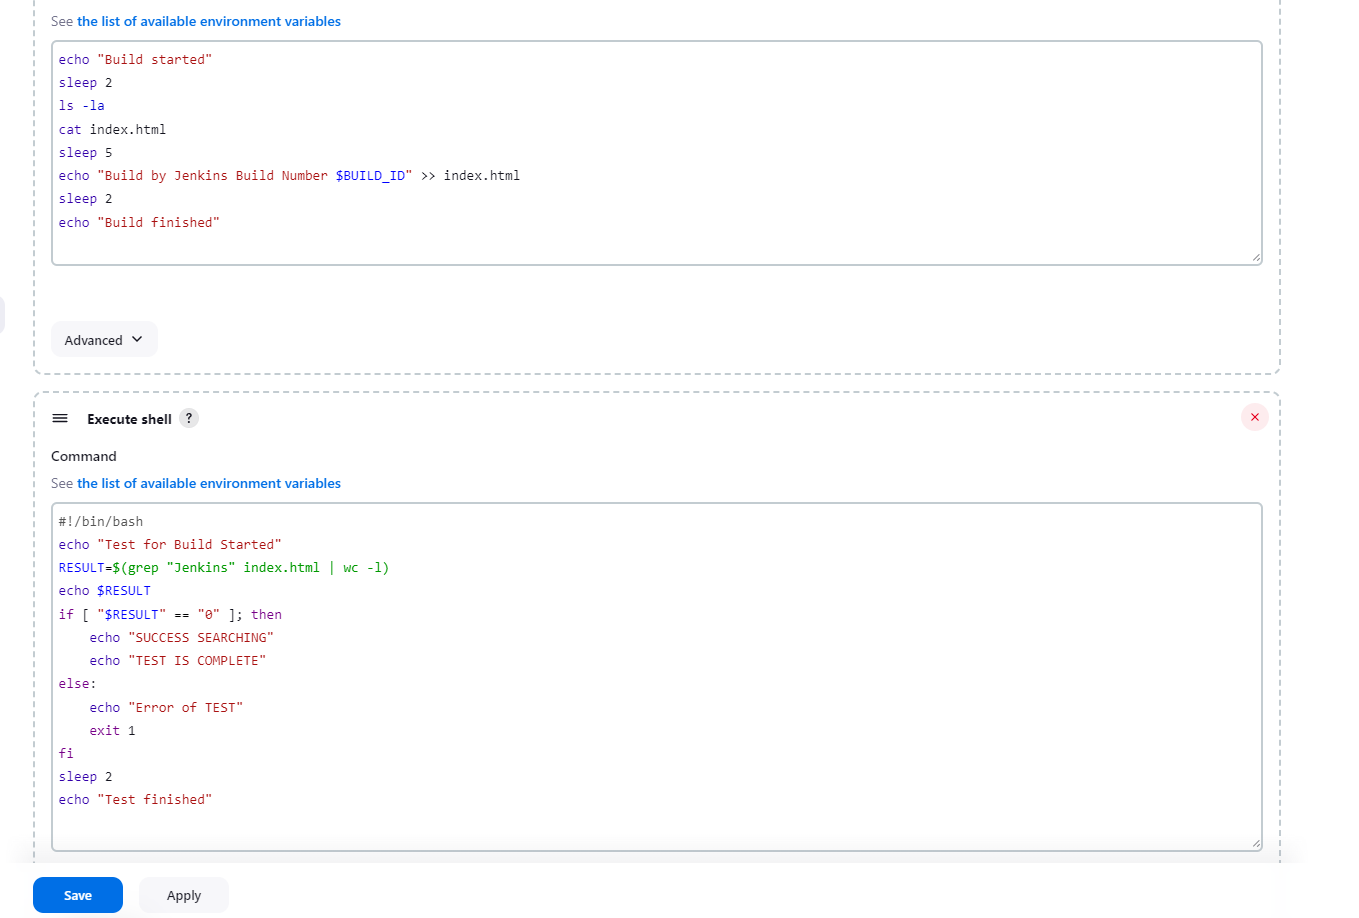 See the list of available environment variables
echo "Build started"
sleep 2
ls -la
cat index.html
sleep 5
echo "Build by Jenkins Build Number $BUILD_ID" >> index.html
sleep 2
echo "Build finished"
Advanced
Execute shell ?
Command
See the list of available environment variables
#!/bin/bash
echo "Test for Build Started"
RESULT=$(grep "Jenkins" index.html | wc -l)
echo $RESULT
if [ "$RESULT" == "0" ]; then
    echo "SUCCESS SEARCHING"
    echo "TEST IS COMPLETE"
else:
    echo "Error of TEST"
    exit 1
fi
sleep 2
echo "Test finished"
Save Apply